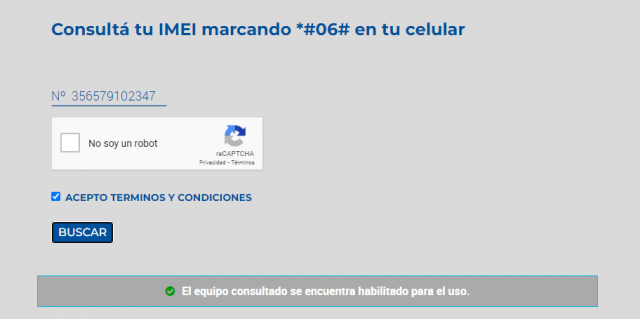 Consultá tu IMEI marcando *#06# en tu celular
Nº 356579102347
No soy un robot
reCAPTCHA
Privacidad - Términos
ACEPTO TERMINOS Y CONDICIONES
BUSCAR
El equipo consultado se encuentra habilitado para el uso.